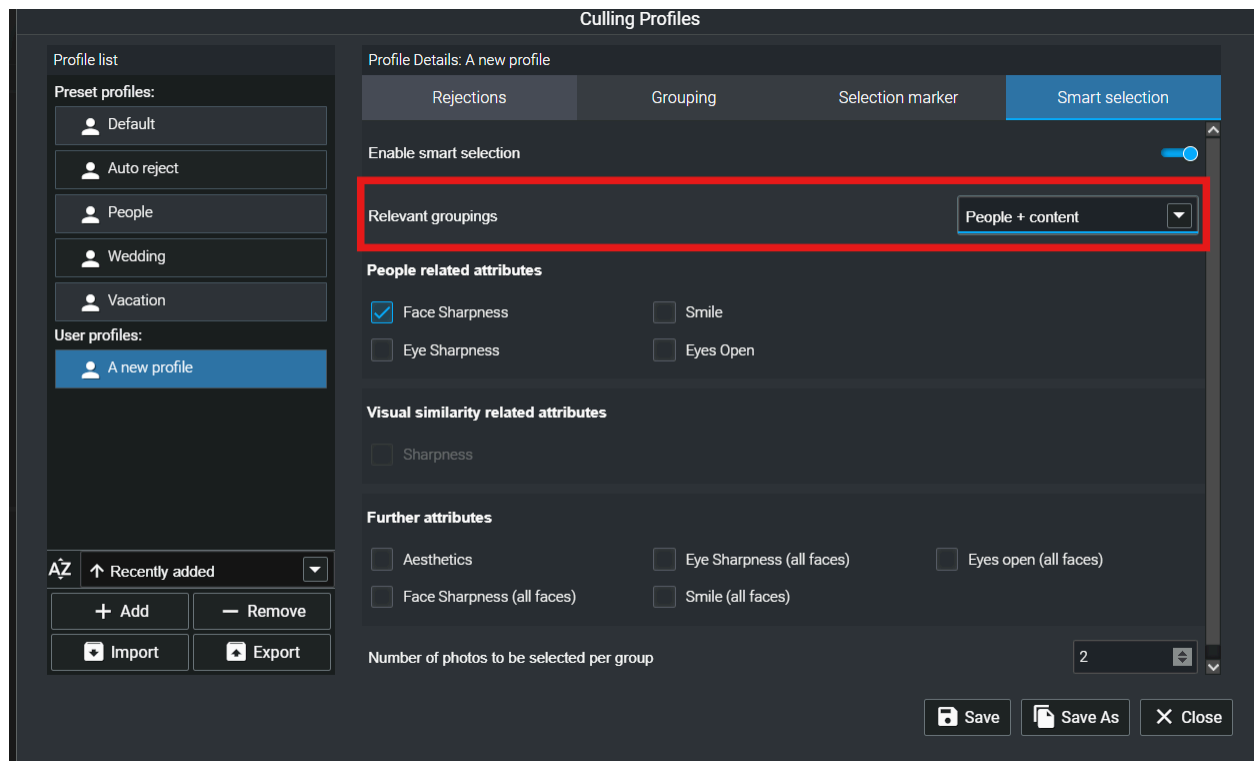 Culling Profiles
Profile list
Preset profiles:
Default
Auto reject
People
Wedding
Vacation
User profiles:
A new profile
AZ Recently added
Add Remove
Import Export
Profile Details: A new profile
Rejections Grouping Selection marker Smart selection
Enable smart selection
Relevant groupings People + content
People related attributes
Face Sharpness Smile
Eye Sharpness Eyes Open
Visual similarity related attributes
Sharpness
Further attributes
Aesthetics Eye Sharpness (all faces) Eyes open (all faces)
Face Sharpness (all faces) Smile (all faces)
Number of photos to be selected per group 2
Save Save As Close